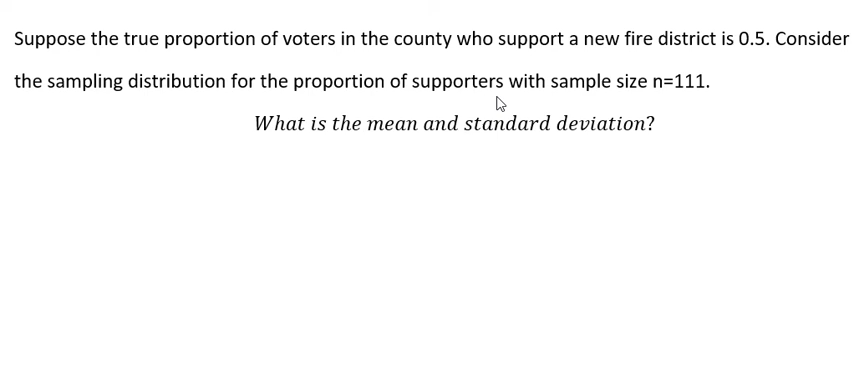 Suppose the true proportion of voters in the county who support a new fire district is 0.5. Consider
the sampling distribution for the proportion of supporters with sample size n=111.
What is the mean and standard deviation?